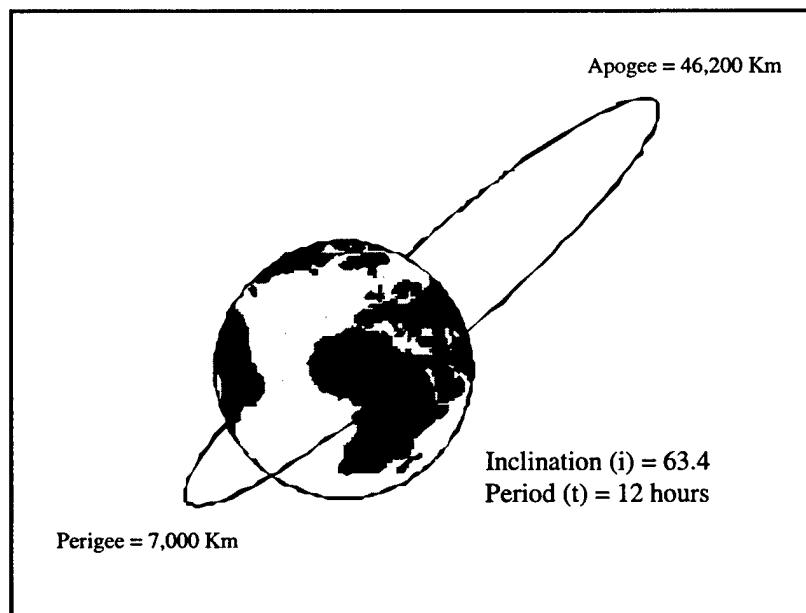 Apogee = 46,200 Km
Inclination (i) = 63.4
Period (t) = 12 hours
Perigee = 7,000 Km